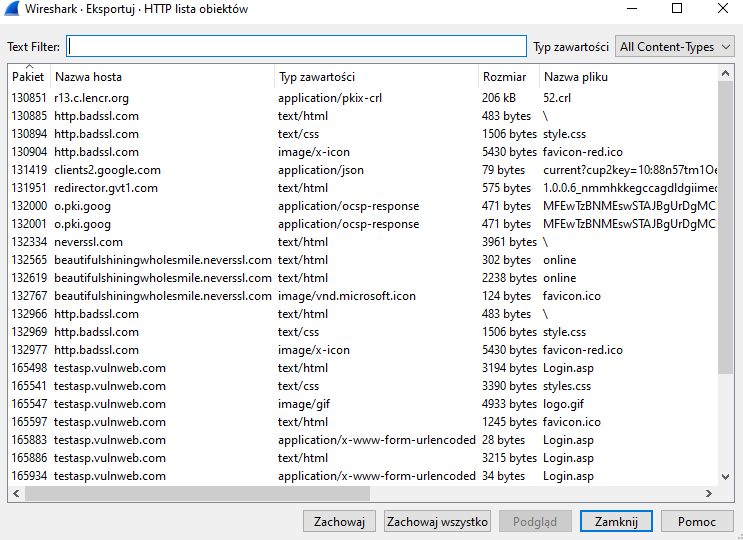 Wireshark · Eksportuj · HTTP lista obiektów
Text Filter: Typ zawartości All Content-Types
Pakiet Nazwa hosta Typ zawartości Rozmiar Nazwa pliku
130851 r13.c.lencr.org application/pkix-crl 206 kB 52.crl
130885 http.badssl.com text/html 483 bytes \
130894 http.badssl.com text/css 1506 bytes style.css
130904 http.badssl.com image/x-icon 5430 bytes favicon-red.ico
131419 clients2.google.com application/json 79 bytes current?cup2key=10:88n57tm1Oe
131951 redirector.gvt1.com text/html 575 bytes 1.0.0.6_nmmhkkegccagdldgiimed
132000 o.pki.goog application/ocsp-response 471 bytes MFEwTzBNMEswSTAJBgUrDgMC
132001 o.pki.goog application/ocsp-response 471 bytes MFEwTzBNMEswSTAJBgUrDgMC
132334 neverssl.com text/html 3961 bytes \
132565 beautifulshiningwholesmile.neverssl.com text/html 302 bytes online
132619 beautifulshiningwholesmile.neverssl.com text/html 2238 bytes online
132767 beautifulshiningwholesmile.neverssl.com image/vnd.microsoft.icon 124 bytes favicon.ico
132966 http.badssl.com text/html 483 bytes \
132969 http.badssl.com text/css 1506 bytes style.css
132977 http.badssl.com image/x-icon 5430 bytes favicon-red.ico
165498 testasp.vulnweb.com text/html 3194 bytes Login.asp
165541 testasp.vulnweb.com text/css 3390 bytes styles.css
165547 testasp.vulnweb.com image/gif 4933 bytes logo.gif
165597 testasp.vulnweb.com text/html 1245 bytes favicon.ico
165883 testasp.vulnweb.com application/x-www-form-urlencoded 28 bytes Login.asp
165886 testasp.vulnweb.com text/html 3215 bytes Login.asp
165934 testasp.vulnweb.com application/x-www-form-urlencoded 34 bytes Login.asp
Zachowaj Zachowaj wszystko Podgląd Zamknij Pomoc